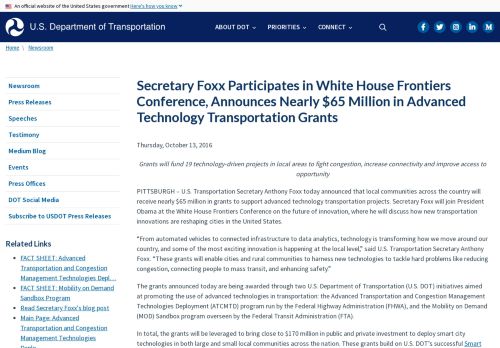 An official website of the United States government Here's how you know
U.S. Department of Transportation
ABOUT DOT
PRIORITIES
CONNECT
Home \ Newsroom
Newsroom
Press Releases
Speeches
Testimony
Medium Blog
Events
Press Offices
DOT Social Media
Subscribe to USDOT Press Releases
Related Links
FACT SHEET: Advanced
Transportation and Congestion
Management Technologies Depl…
FACT SHEET: Mobility on Demand
Sandbox Program
Read Secretary Foxx's blog post
Main Page: Advanced
Transportation and Congestion
Management Technologies
Secretary Foxx Participates in White House Frontiers
Conference, Announces Nearly $65 Million in Advanced
Technology Transportation Grants
Thursday, October 13, 2016
Grants will fund 19 technology-driven projects in local areas to fight congestion, increase connectivity and improve access to
opportunity
PITTSBURGH – U.S. Transportation Secretary Anthony Foxx today announced that local communities across the country will
receive nearly $65 million in grants to support advanced technology transportation projects. Secretary Foxx will join President
Obama at the White House Frontiers Conference on the future of innovation, where he will discuss how new transportation
innovations are reshaping cities in the United States.
“From automated vehicles to connected infrastructure to data analytics, technology is transforming how we move around our
country, and some of the most exciting innovation is happening at the local level,” said U.S. Transportation Secretary Anthony
Foxx. “These grants will enable cities and rural communities to harness new technologies to tackle hard problems like reducing
congestion, connecting people to mass transit, and enhancing safety.”
The grants announced today are being awarded through two U.S. Department of Transportation (U.S. DOT) initiatives aimed
at promoting the use of advanced technologies in transportation: the Advanced Transportation and Congestion Management
Technologies Deployment (ATCMTD) program run by the Federal Highway Administration (FHWA), and the Mobility on Demand
(MOD) Sandbox program overseen by the Federal Transit Administration (FTA).
In total, the grants will be leveraged to bring close to $170 million in public and private investment to deploy smart city
technologies in both large and small local communities across the nation. These grants build on U.S. DOT's successful Smart